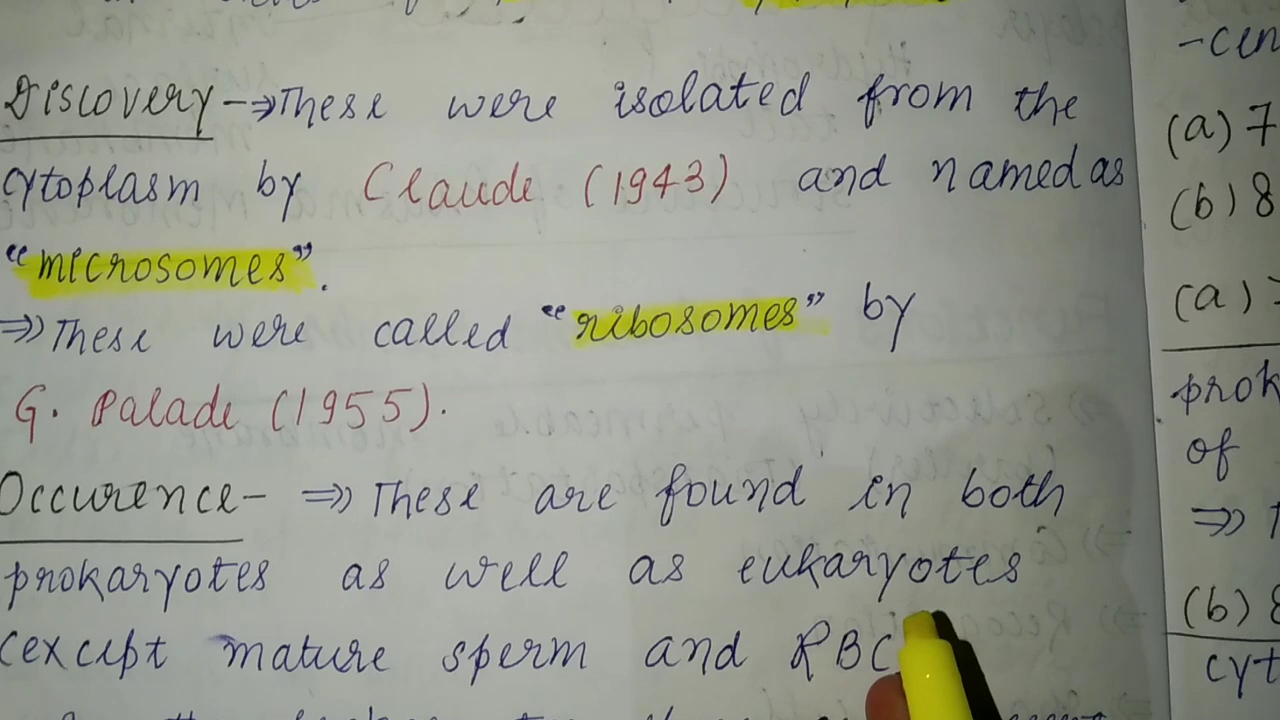 Discovery -⇒ These were isolated from the
cytoplasm by Claude (1943) and named as
"microsomes".
⇒ These were called "ribosomes" by
G. Palade (1955).
Occurence - ⇒ These are found in both
prokaryotes as well as eukaryotes
(except mature sperm and RBC
-cen
(a) 7
(b) 8
(a)
prok
of
⇒
(b) 8
cyt